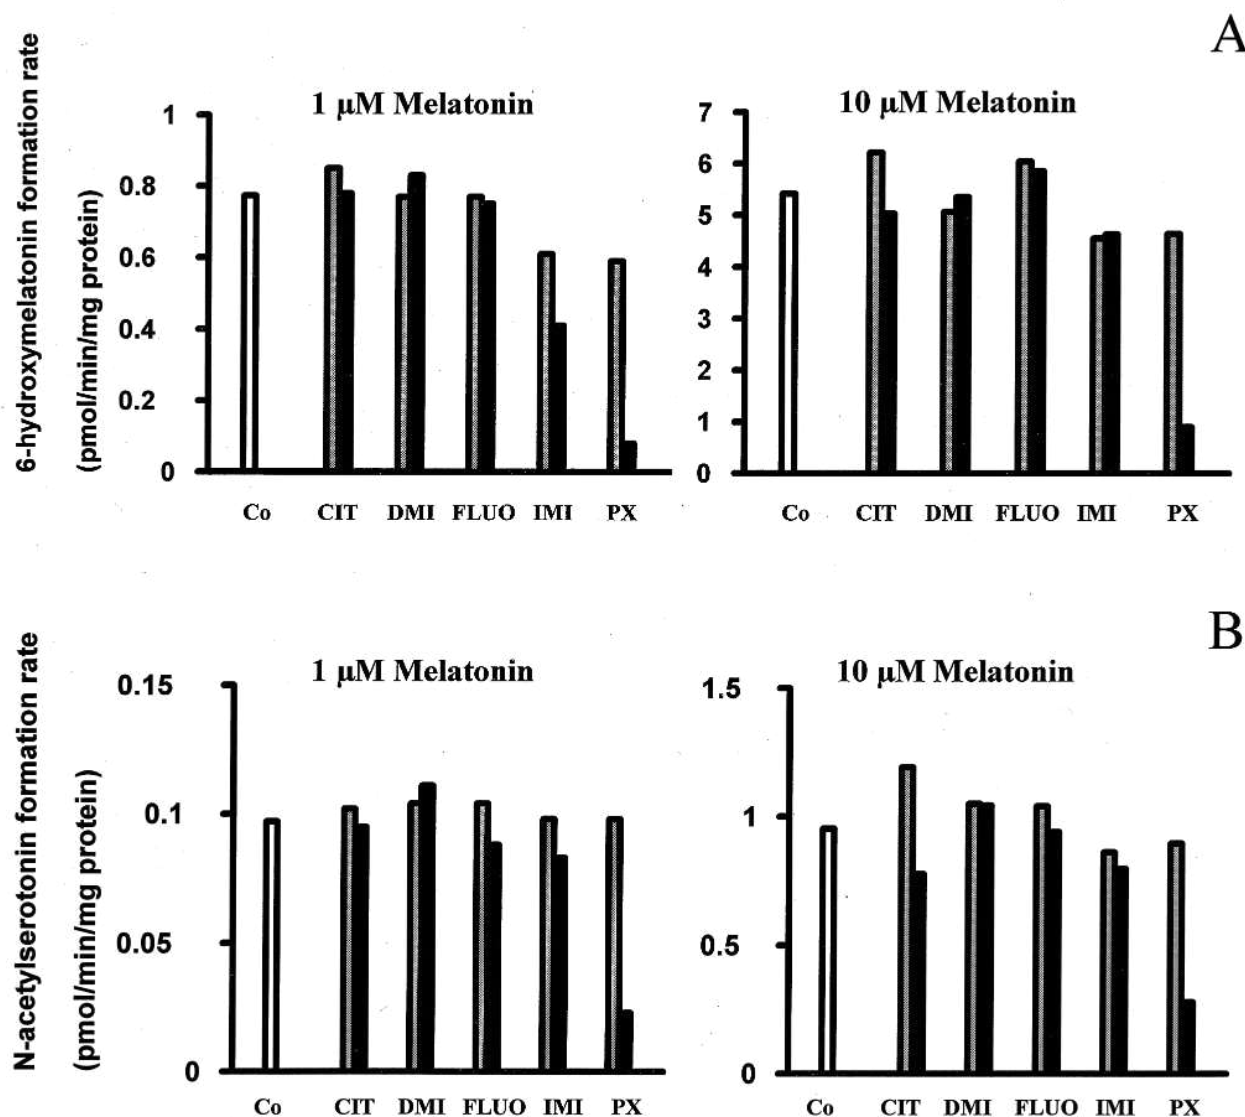 A
6-hydroxymelatonin formation rate
(pmol/min/mg protein)
1 μM Melatonin
1
0.8
0.6
0.4
0.2
0
Co CIT DMI FLUO IMI PX
10 μM Melatonin
7
6
5
4
3
2
1
0
Co CIT DMI FLUO IMI PX
B
N-acetylserotonin formation rate
(pmol/min/mg protein)
1 μM Melatonin
0.15
0.1
0.05
0
Co CIT DMI FLUO IMI PX
10 μM Melatonin
1.5
1
0.5
0
Co CIT DMI FLUO IMI PX